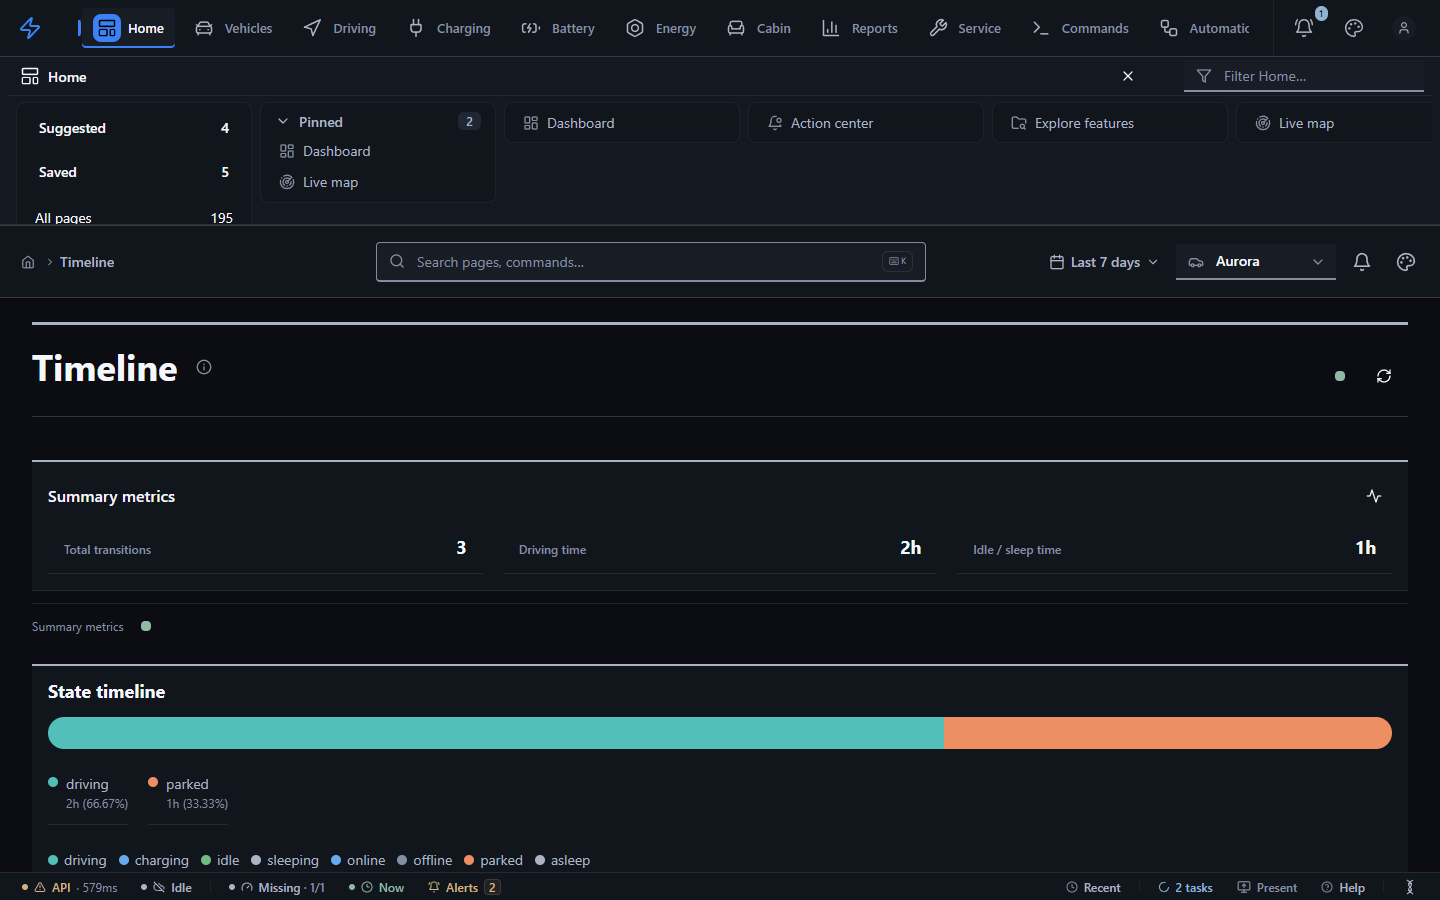 Home Vehicles Driving Charging Battery Energy Cabin Reports Service Commands Automatic 1
Home Filter Home...
Suggested 4
Saved 5
All pages 195
Pinned 2
Dashboard
Live map
Dashboard
Action center
Explore features
Live map
Timeline Search pages, commands... K Last 7 days Aurora
Timeline
Summary metrics
Total transitions 3 Driving time 2h Idle / sleep time 1h
Summary metrics
State timeline
driving parked
2h (66.67%) 1h (33.33%)
driving charging idle sleeping online offline parked asleep
API · 579ms Idle Missing · 1/1 Now Alerts 2 Recent 2 tasks Present Help